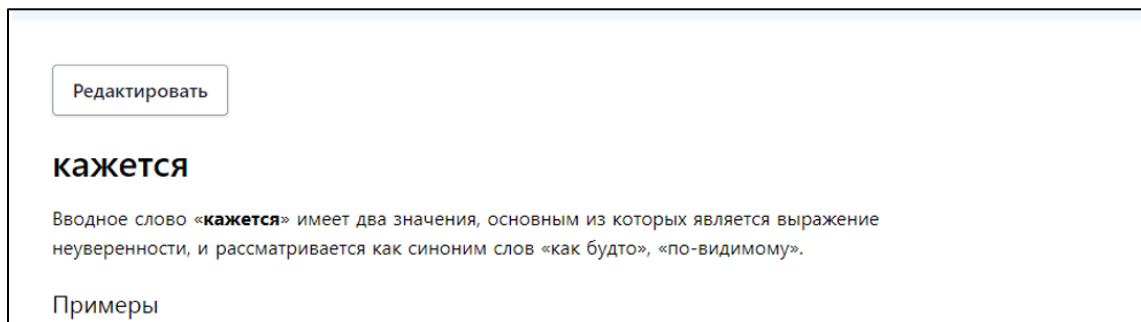 Редактировать
кажется
Вводное слово «кажется» имеет два значения, основным из которых является выражение
неуверенности, и рассматривается как синоним слов «как будто», «по-видимому».
Примеры